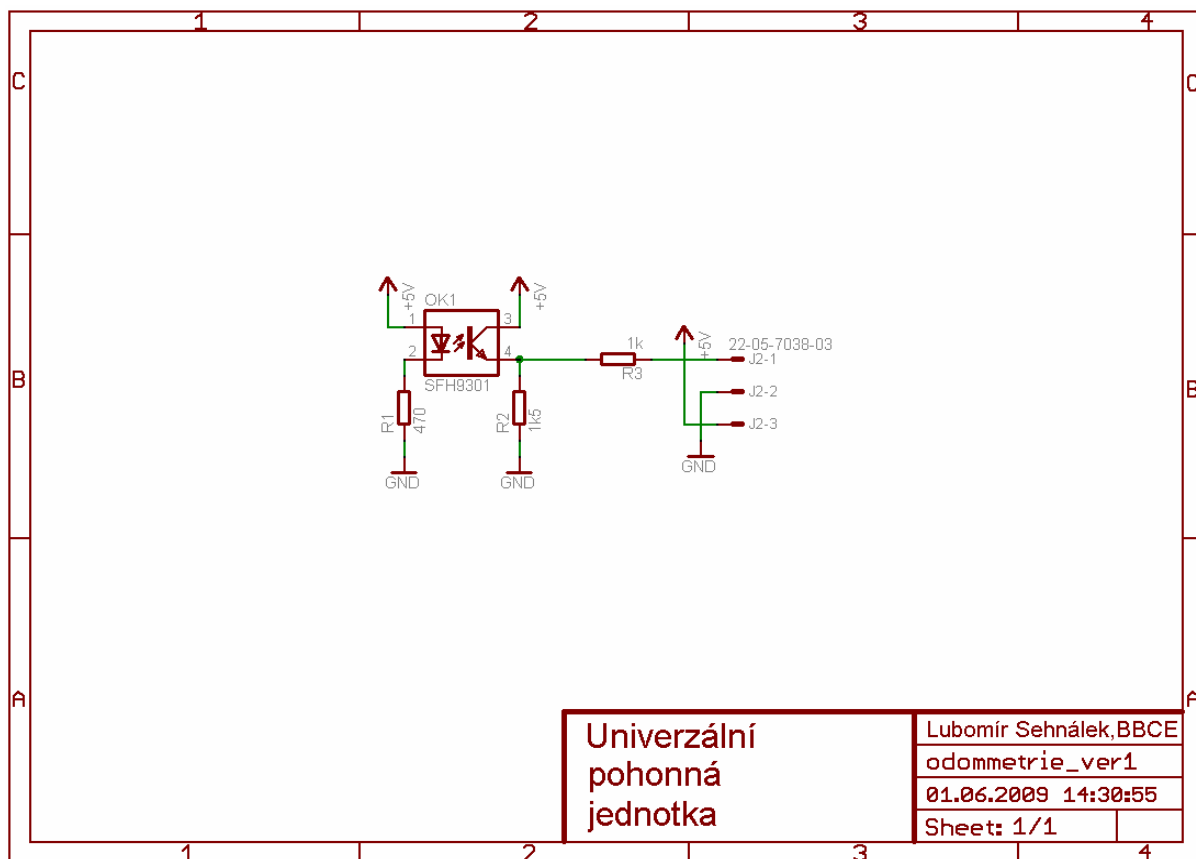 1 2 3 4
C C
+5V +5V
OK1
1 3
2 4
SFH9301
R1 470
R2 1k5
1k
R3
+5V
22-05-7038-03
J2-1
J2-2
J2-3
GND GND GND
B B
A A
Univerzální
pohonná
jednotka
Lubomír Sehnálek,BBCE
odommetrie_ver1
01.06.2009 14:30:55
Sheet: 1/1
1 2 3 4